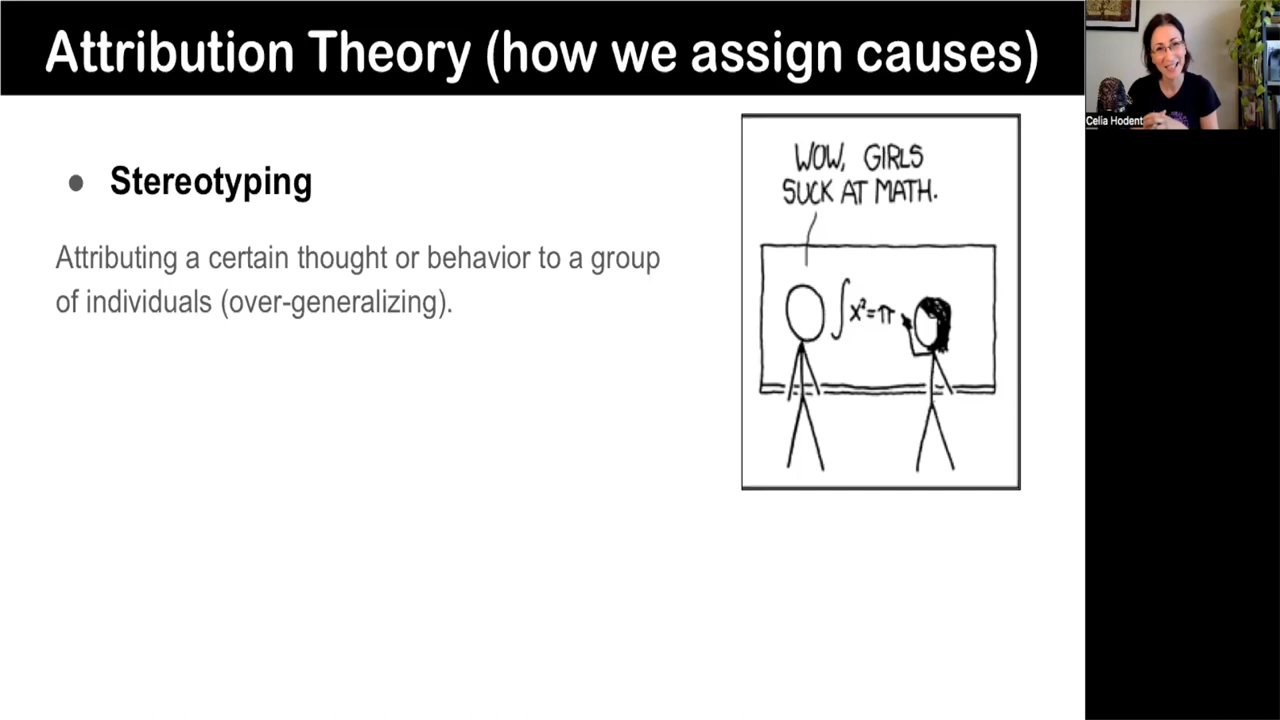 Attribution Theory (how we assign causes)
Celia Hodent
● Stereotyping
Attributing a certain thought or behavior to a group
of individuals (over-generalizing).
WOW, GIRLS
SUCK AT MATH.
∫x²=π